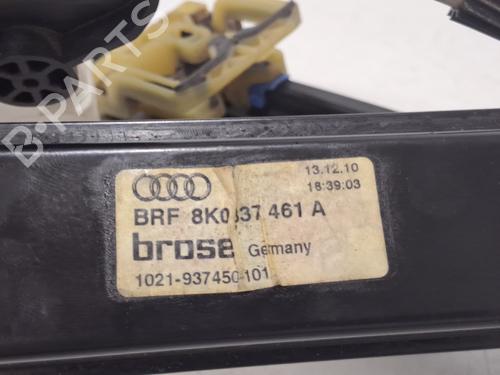 B-PARTS
13.12.10
18:39:03
BRF 8K0837 461 A
brose Germany
1021-937450-101